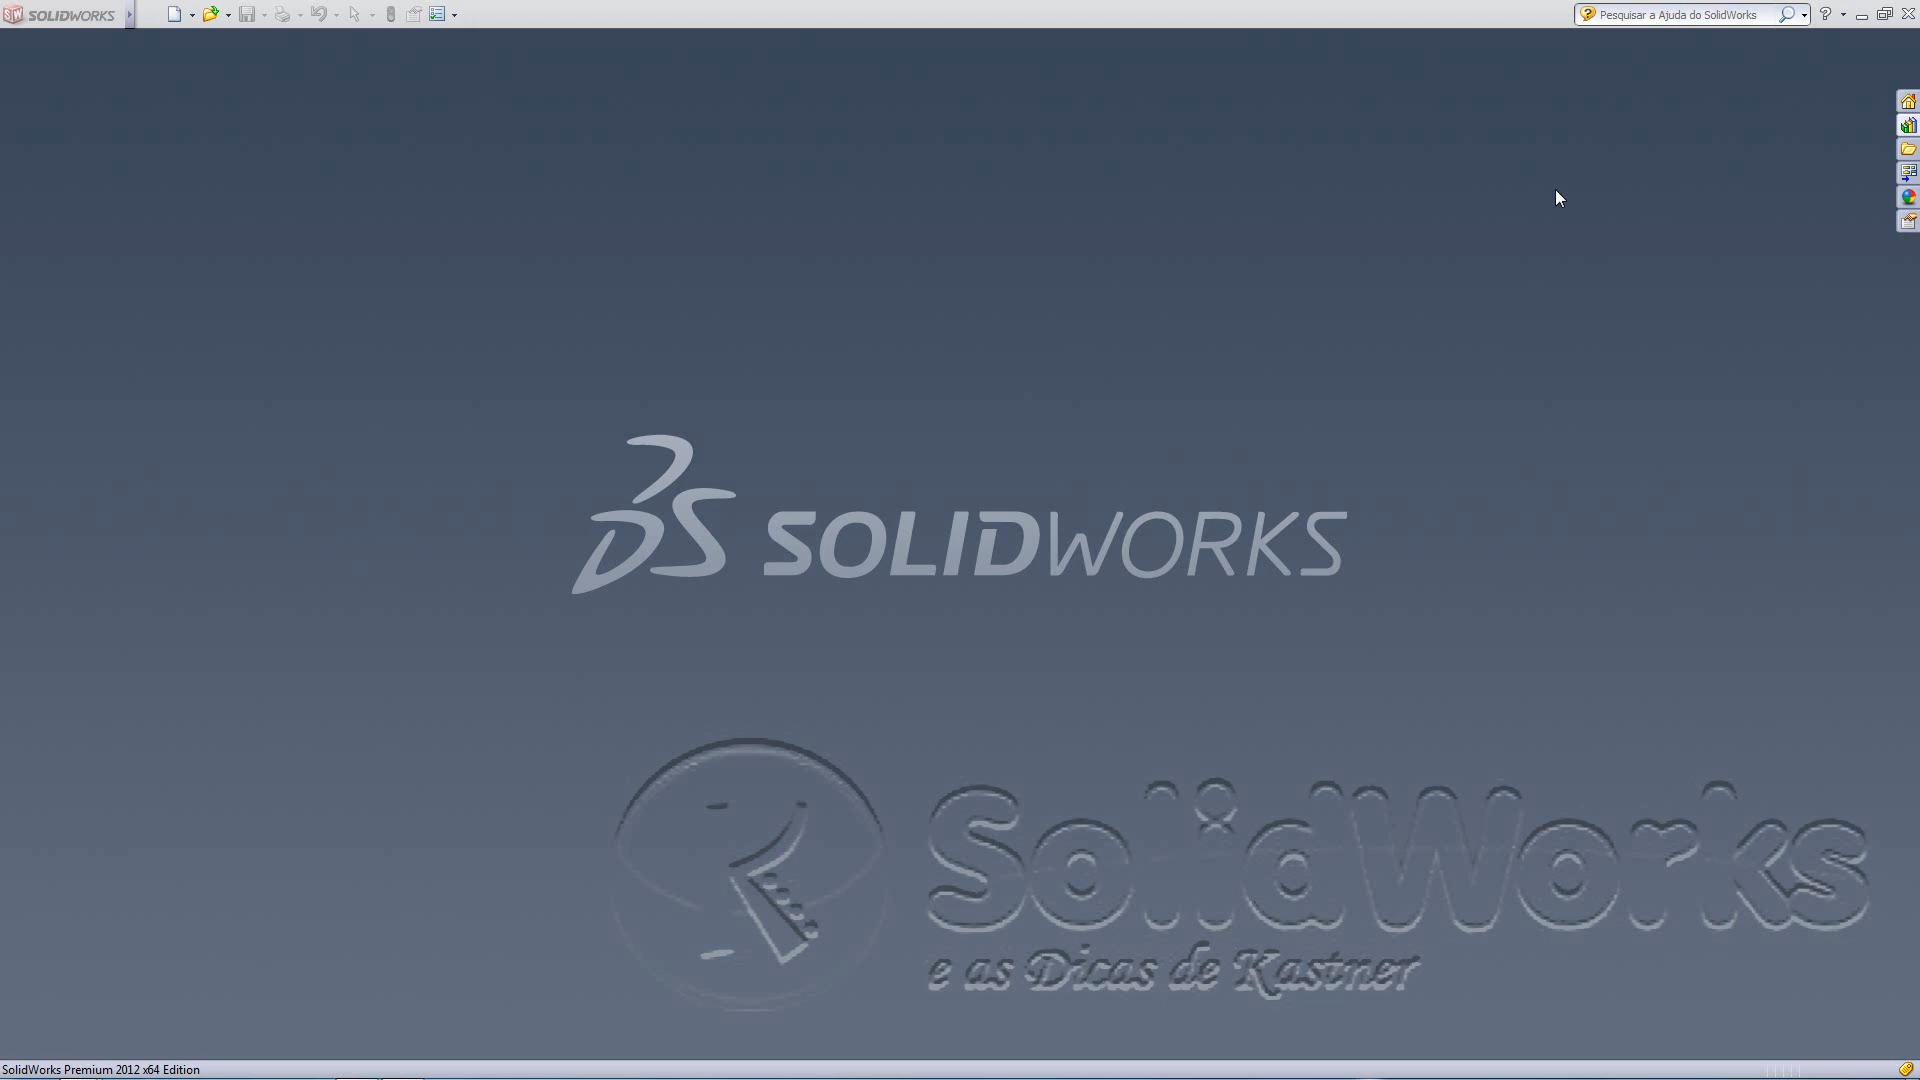 SOLIDWORKS
Pesquisar a Ajuda do SolidWorks
SOLIDWORKS
SolidWorks
e as Dicas de Kastner
SolidWorks Premium 2012 x64 Edition